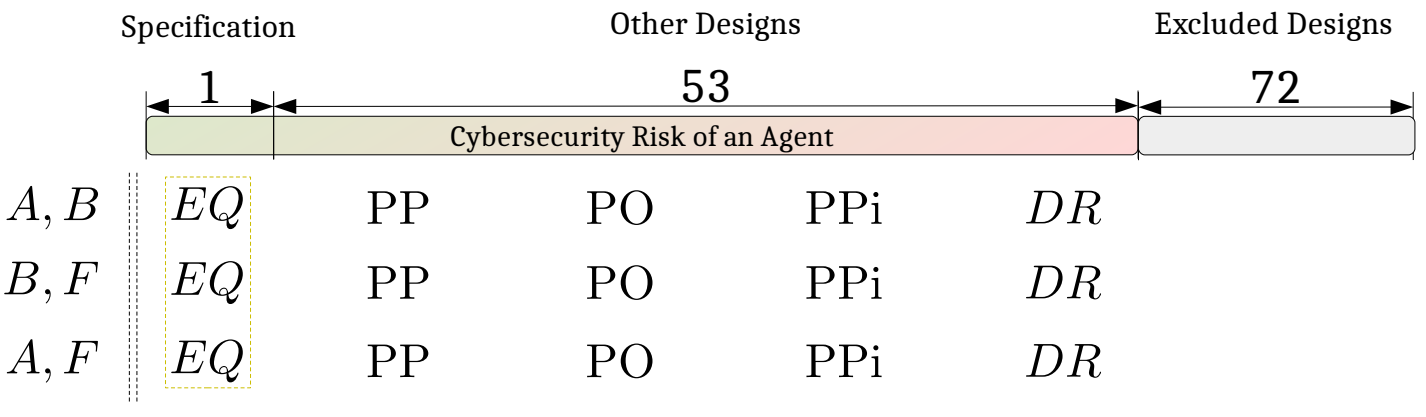 Specification Other Designs Excluded Designs
1 53 72
Cybersecurity Risk of an Agent
A, B EQ PP PO PPi DR
B, F EQ PP PO PPi DR
A, F EQ PP PO PPi DR